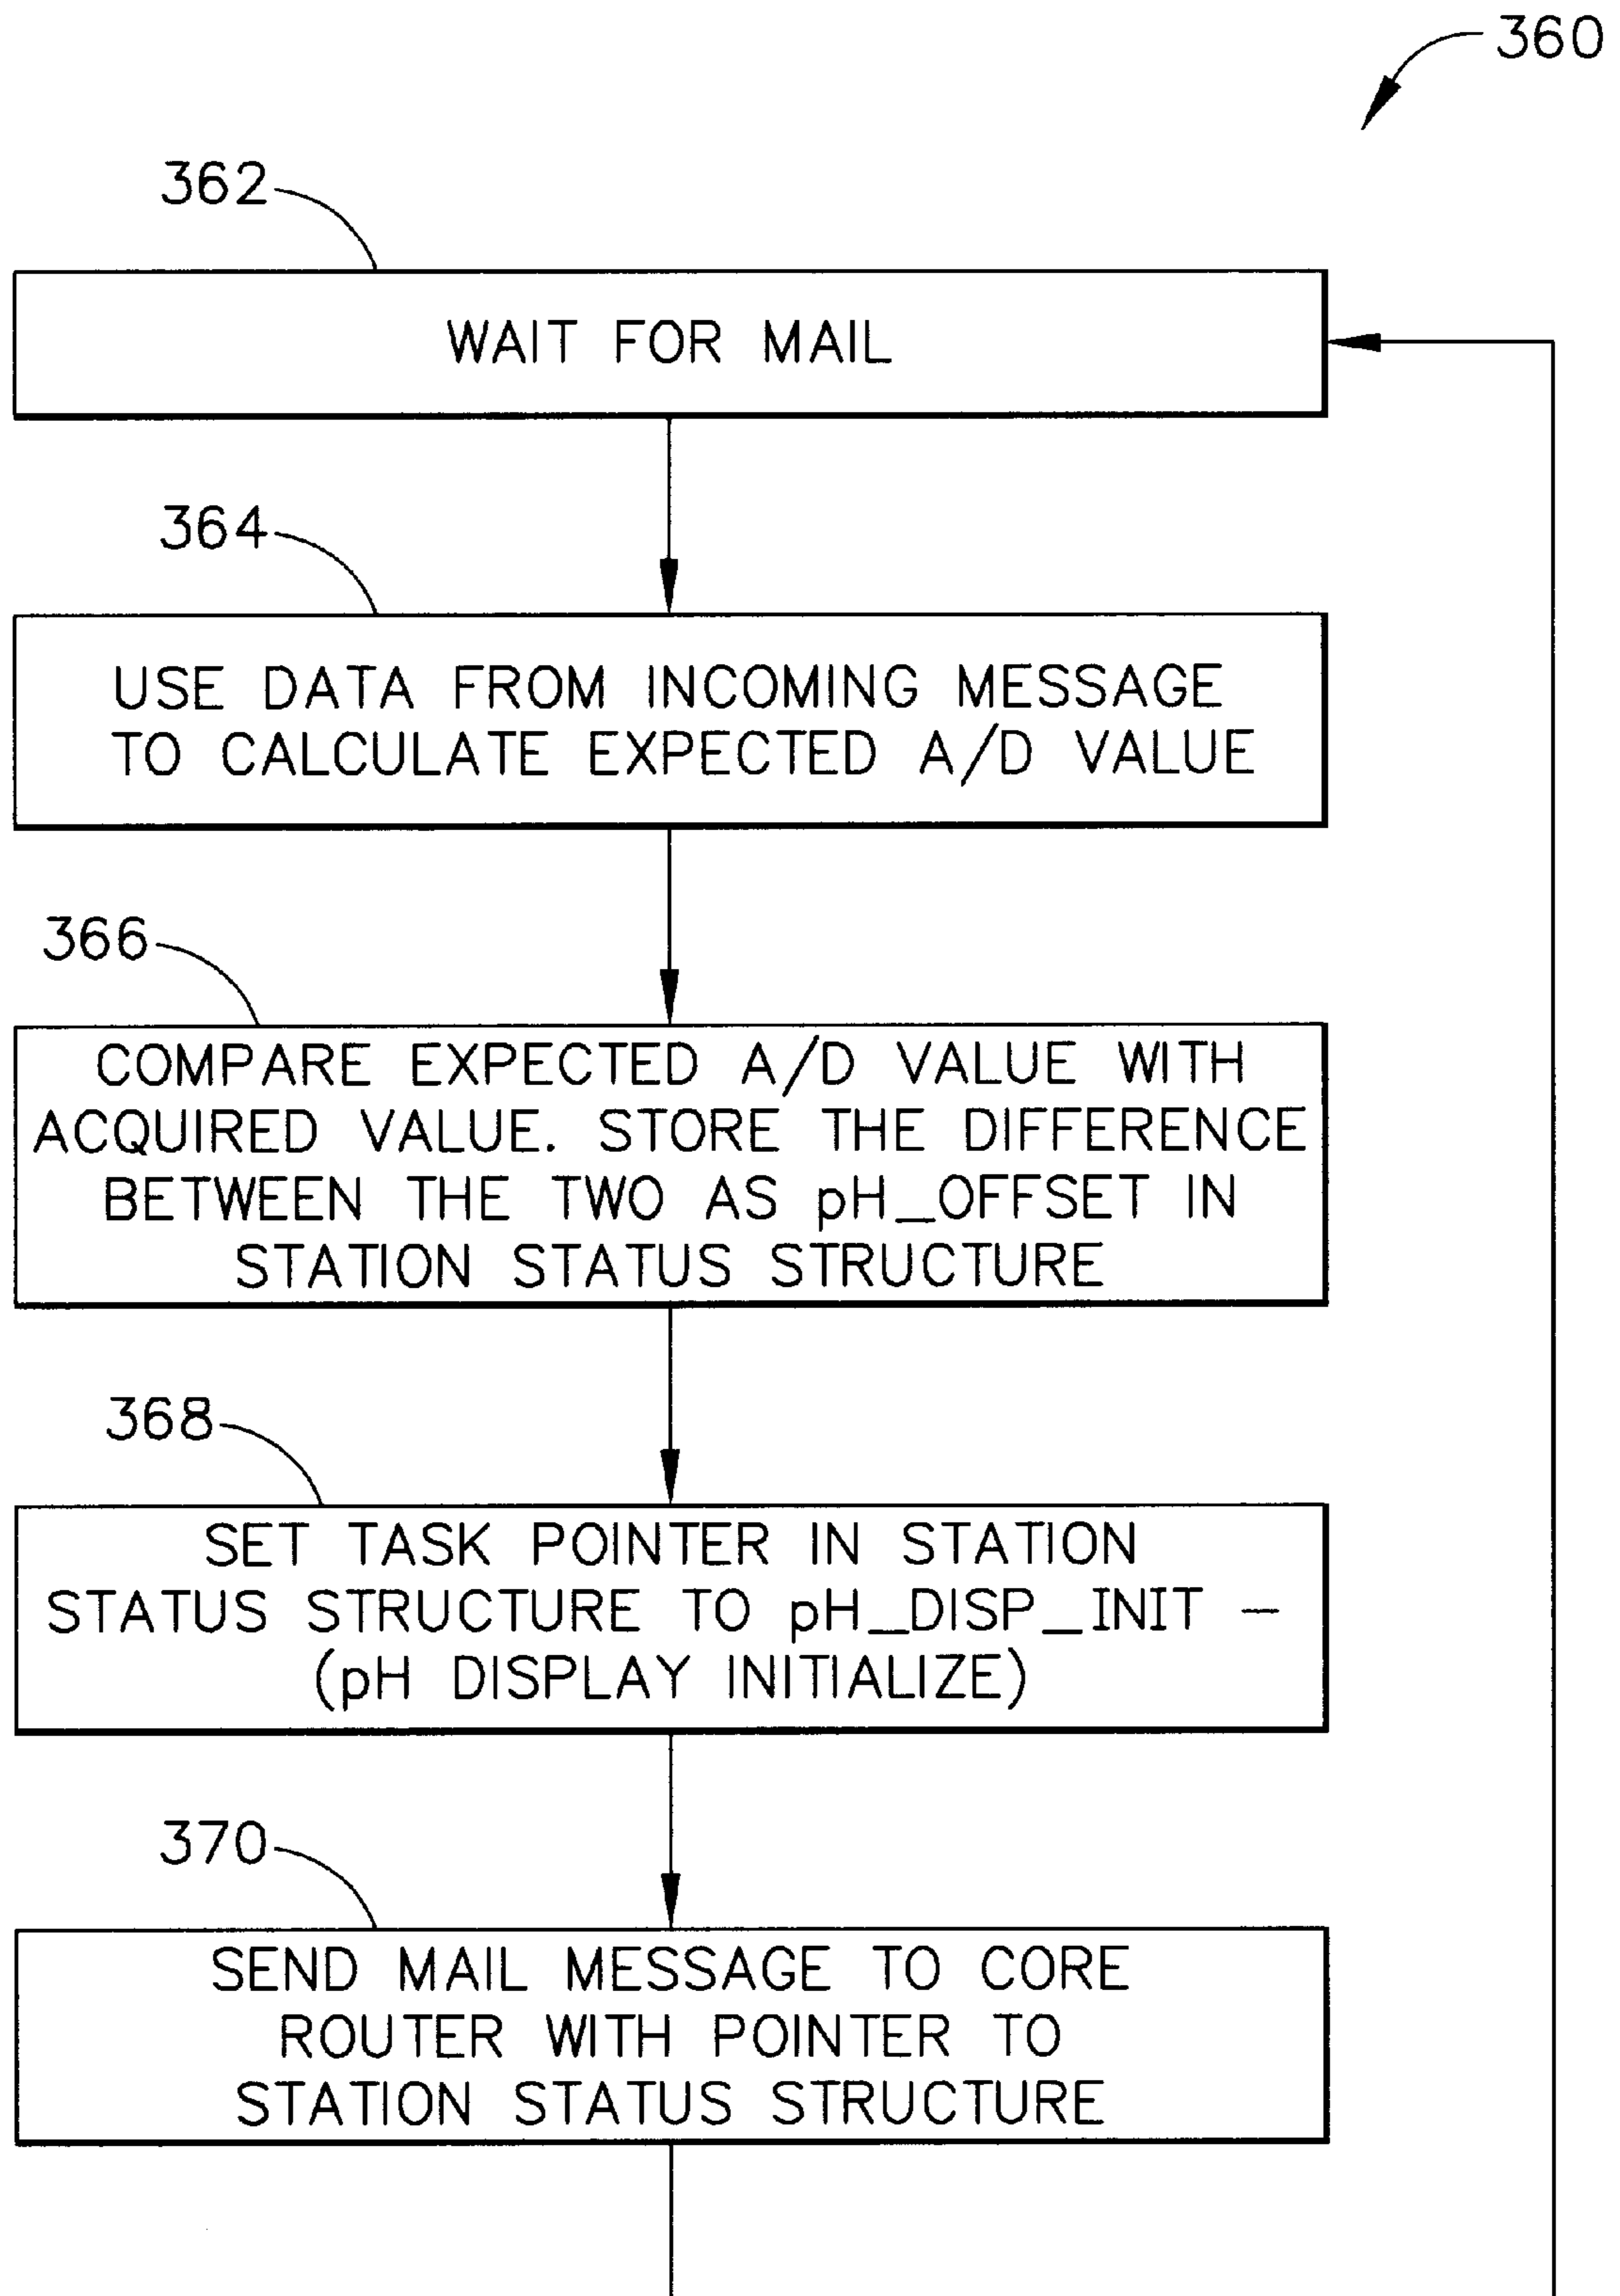 360
362
WAIT FOR MAIL
364
USE DATA FROM INCOMING MESSAGE
TO CALCULATE EXPECTED A/D VALUE
366
COMPARE EXPECTED A/D VALUE WITH
ACQUIRED VALUE. STORE THE DIFFERENCE
BETWEEN THE TWO AS pH_OFFSET IN
STATION STATUS STRUCTURE
368
SET TASK POINTER IN STATION
STATUS STRUCTURE TO pH_DISP_INIT –
(pH DISPLAY INITIALIZE)
370
SEND MAIL MESSAGE TO CORE
ROUTER WITH POINTER TO
STATION STATUS STRUCTURE